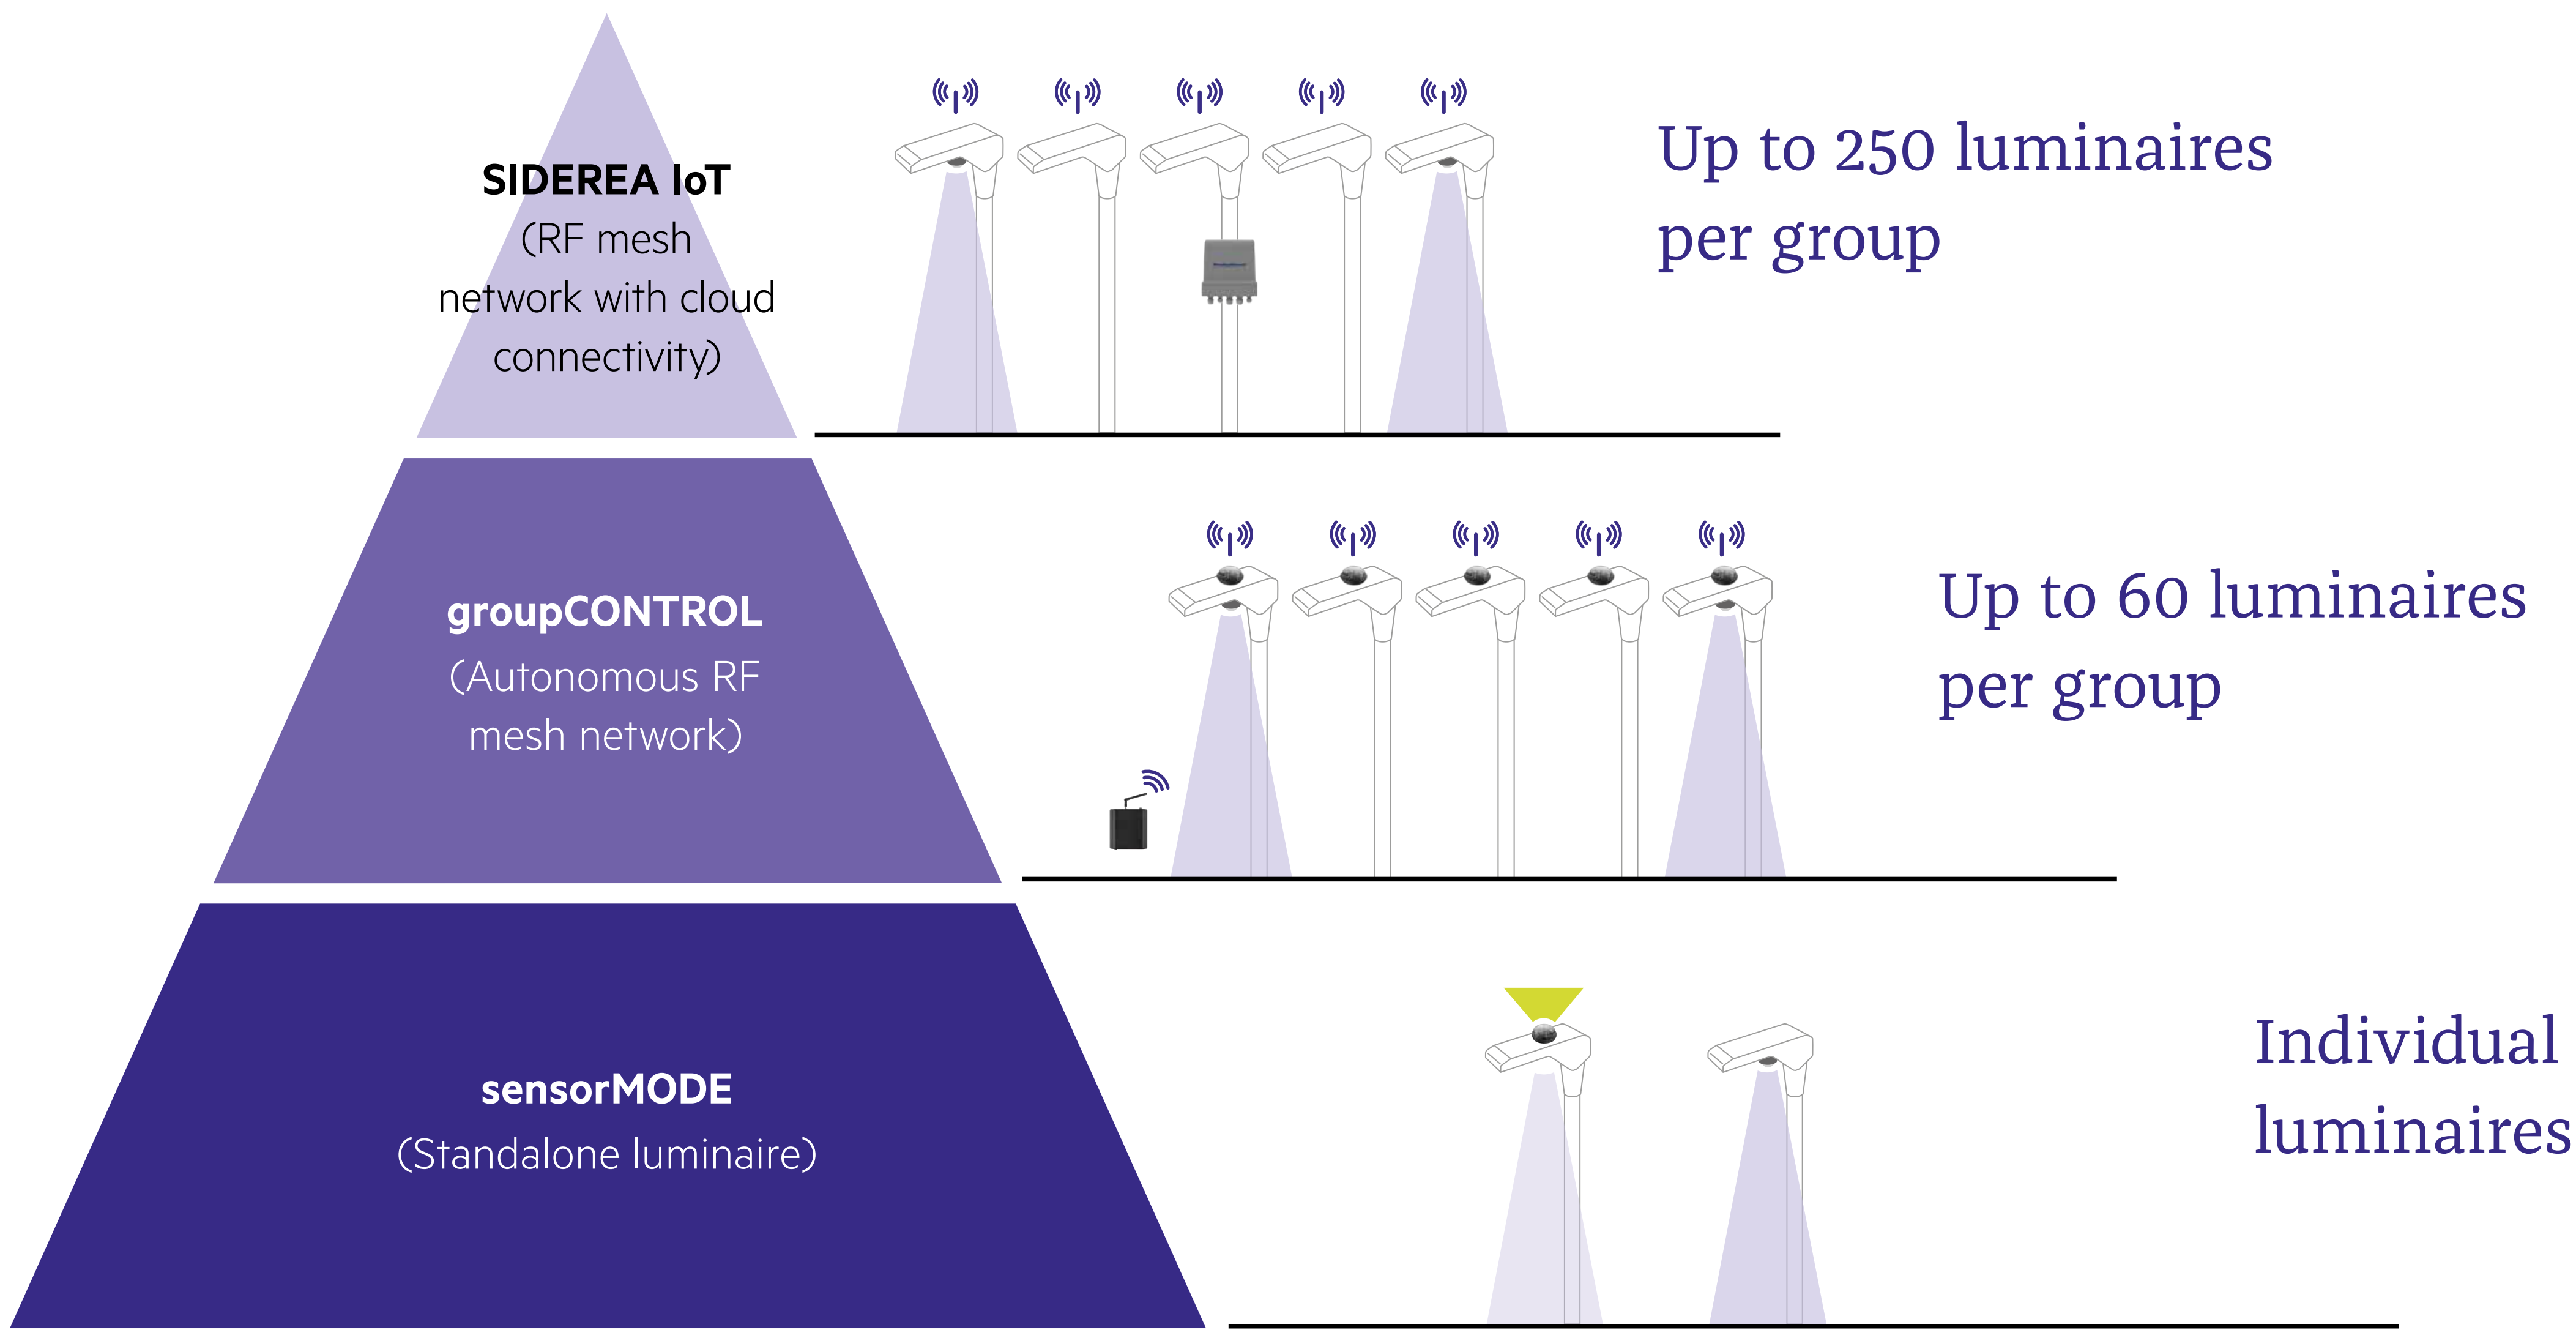 SIDEREA IoT
(RF mesh
network with cloud
connectivity)
Up to 250 luminaires
per group
groupCONTROL
(Autonomous RF
mesh network)
Up to 60 luminaires
per group
sensorMODE
(Standalone luminaire)
Individual
luminaires